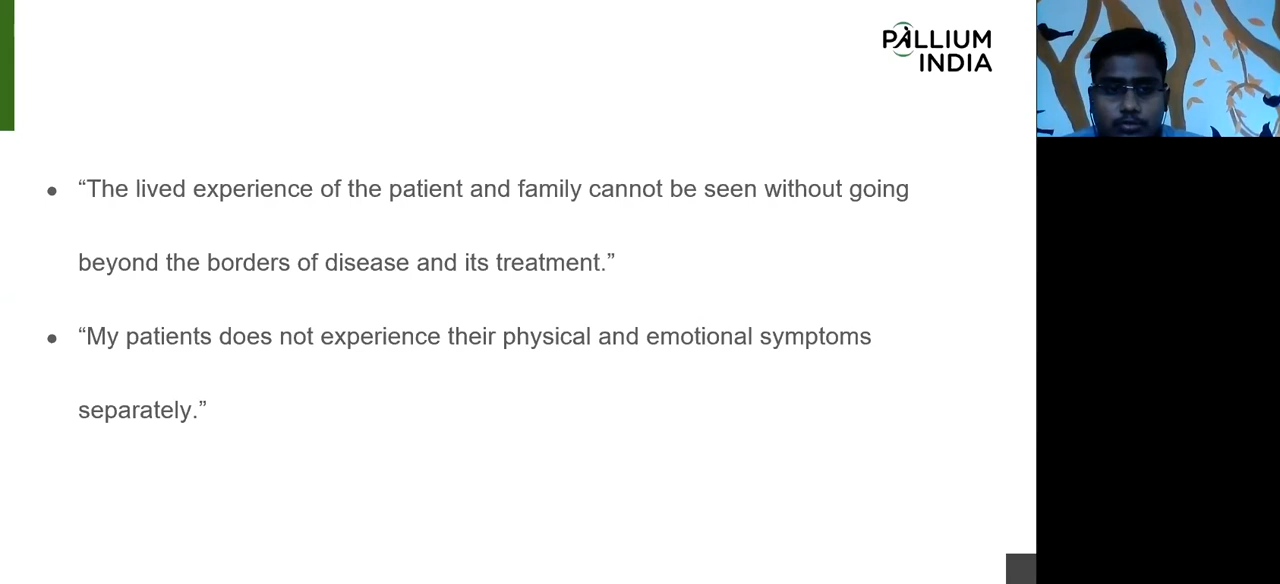 PALLIUM
INDIA
“The lived experience of the patient and family cannot be seen without going
beyond the borders of disease and its treatment.”
“My patients does not experience their physical and emotional symptoms
separately.”